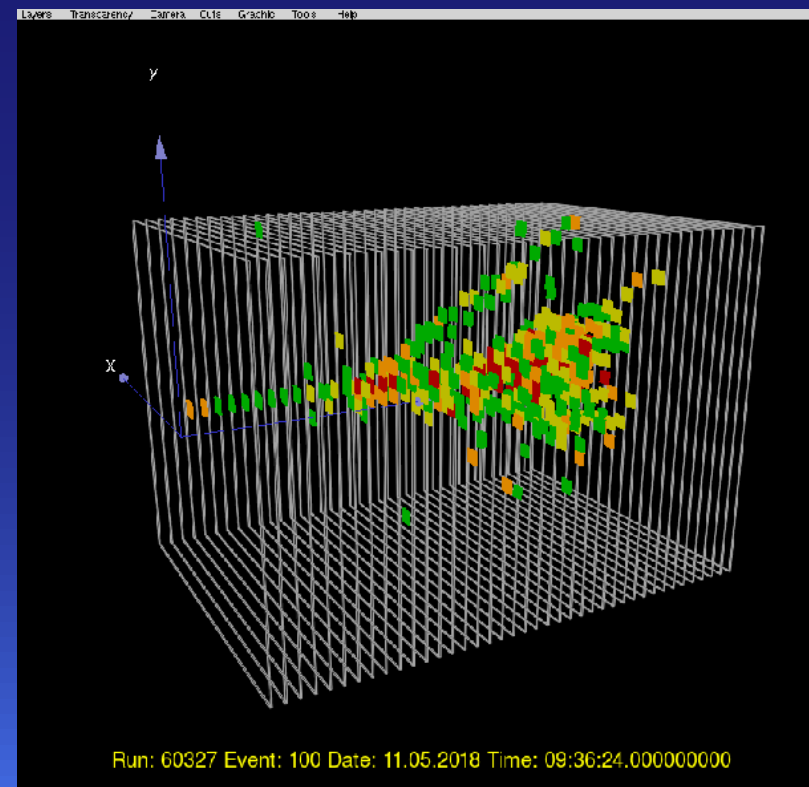 Layers Transparency Camera Cuts Graphic Tools Help
y
X
Run: 60327 Event: 100 Date: 11.05.2018 Time: 09:36:24.000000000